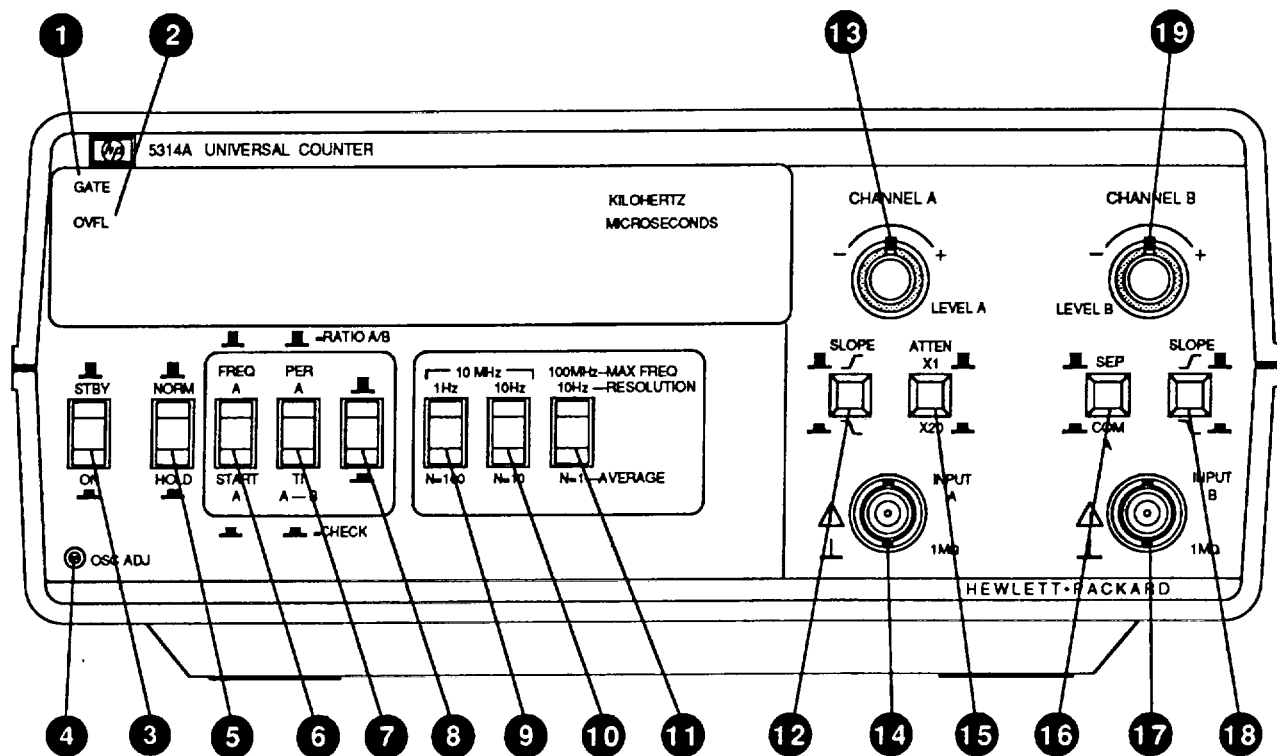 1 2 13 19
hp 5314A UNIVERSAL COUNTER
GATE
OVFL
KILOHERTZ
MICROSECONDS
CHANNEL A
− +
LEVEL A
CHANNEL B
− +
LEVEL B
=RATIO A/B
STBY
ON
NORM
HOLD
FREQ
A
START
A
PER
A
TI
A — B
=CHECK
10 MHz
1Hz 10Hz
100MHz—MAX FREQ
10Hz —RESOLUTION
N=100 N=10 N=1—AVERAGE
SLOPE
ATTEN
X1
X20
SEP
COM
A
SLOPE
INPUT
A
1MΩ
INPUT
B
1MΩ
OSC ADJ
HEWLETT·PACKARD
4 3 5 6 7 8 9 10 11 12 14 15 16 17 18